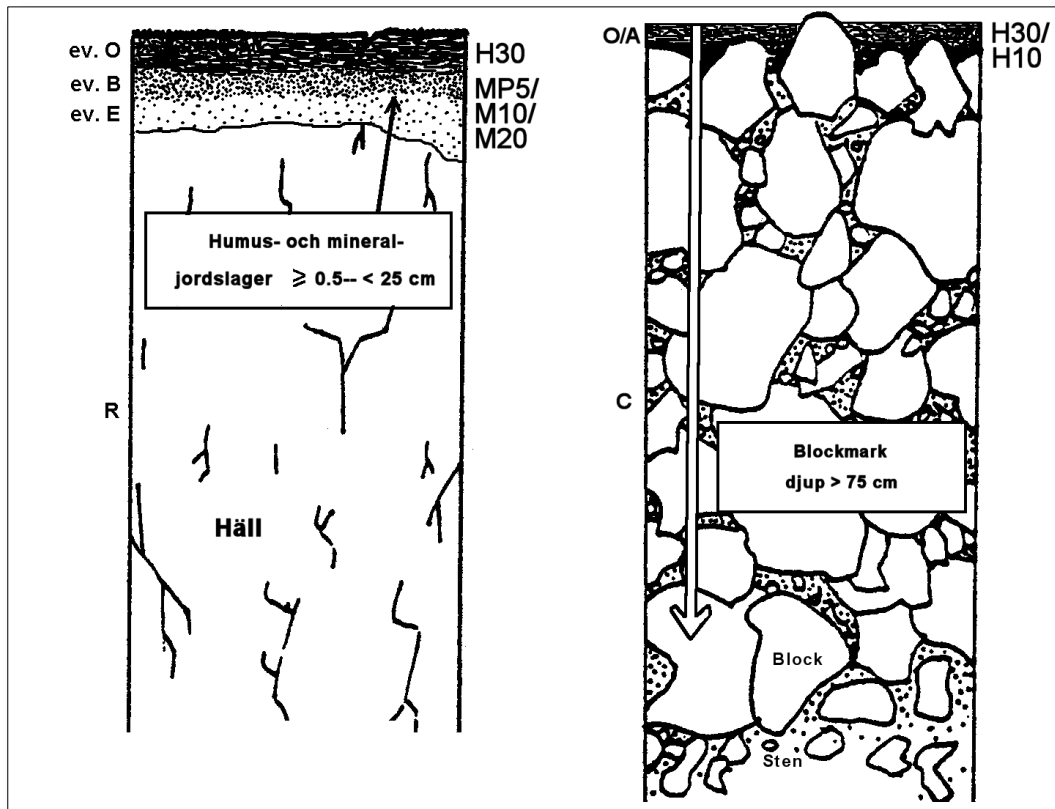 ev. O
H30
ev. B
MP5/
ev. E
M10/
M20
Humus- och mineral-
jordslager ≥ 0.5-- < 25 cm
R
Häll
O/A
H30/
H10
C
Blockmark
djup > 75 cm
Block
Sten